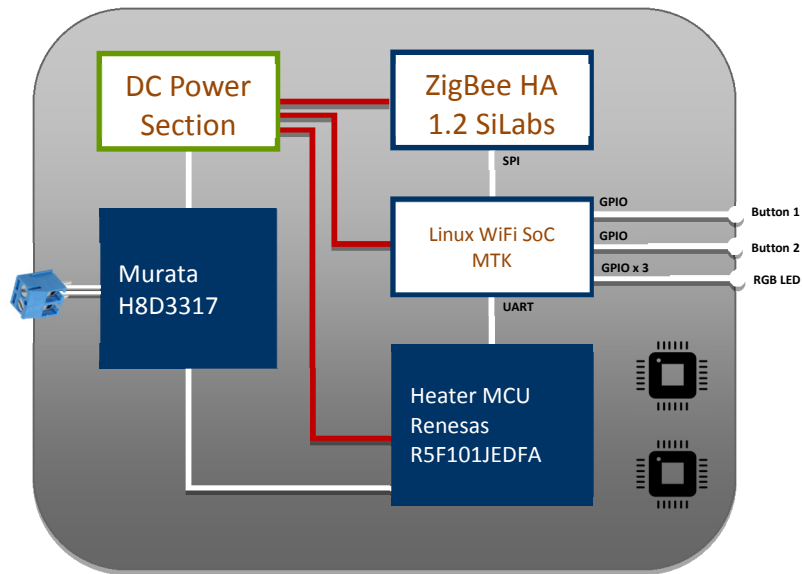 DC Power
Section
ZigBee HA
1.2 SiLabs
SPI
GPIO
Button 1
Linux WiFi SoC
MTK
GPIO
Button 2
GPIO x 3
RGB LED
Murata
H8D3317
UART
Heater MCU
Renesas
R5F101JEDFA